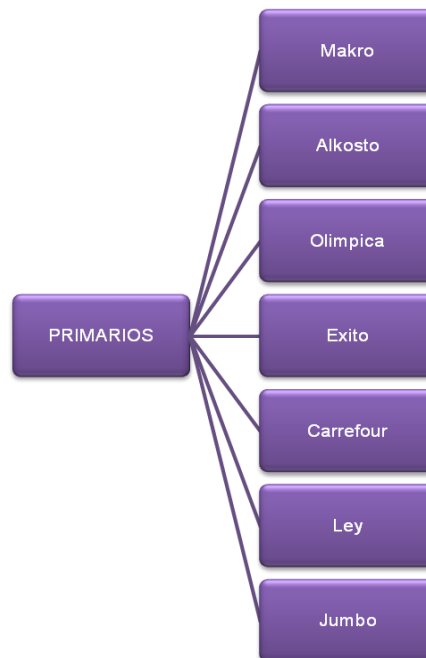 Makro
Alkosto
Olimpica
PRIMARIOS
Exito
Carrefour
Ley
Jumbo